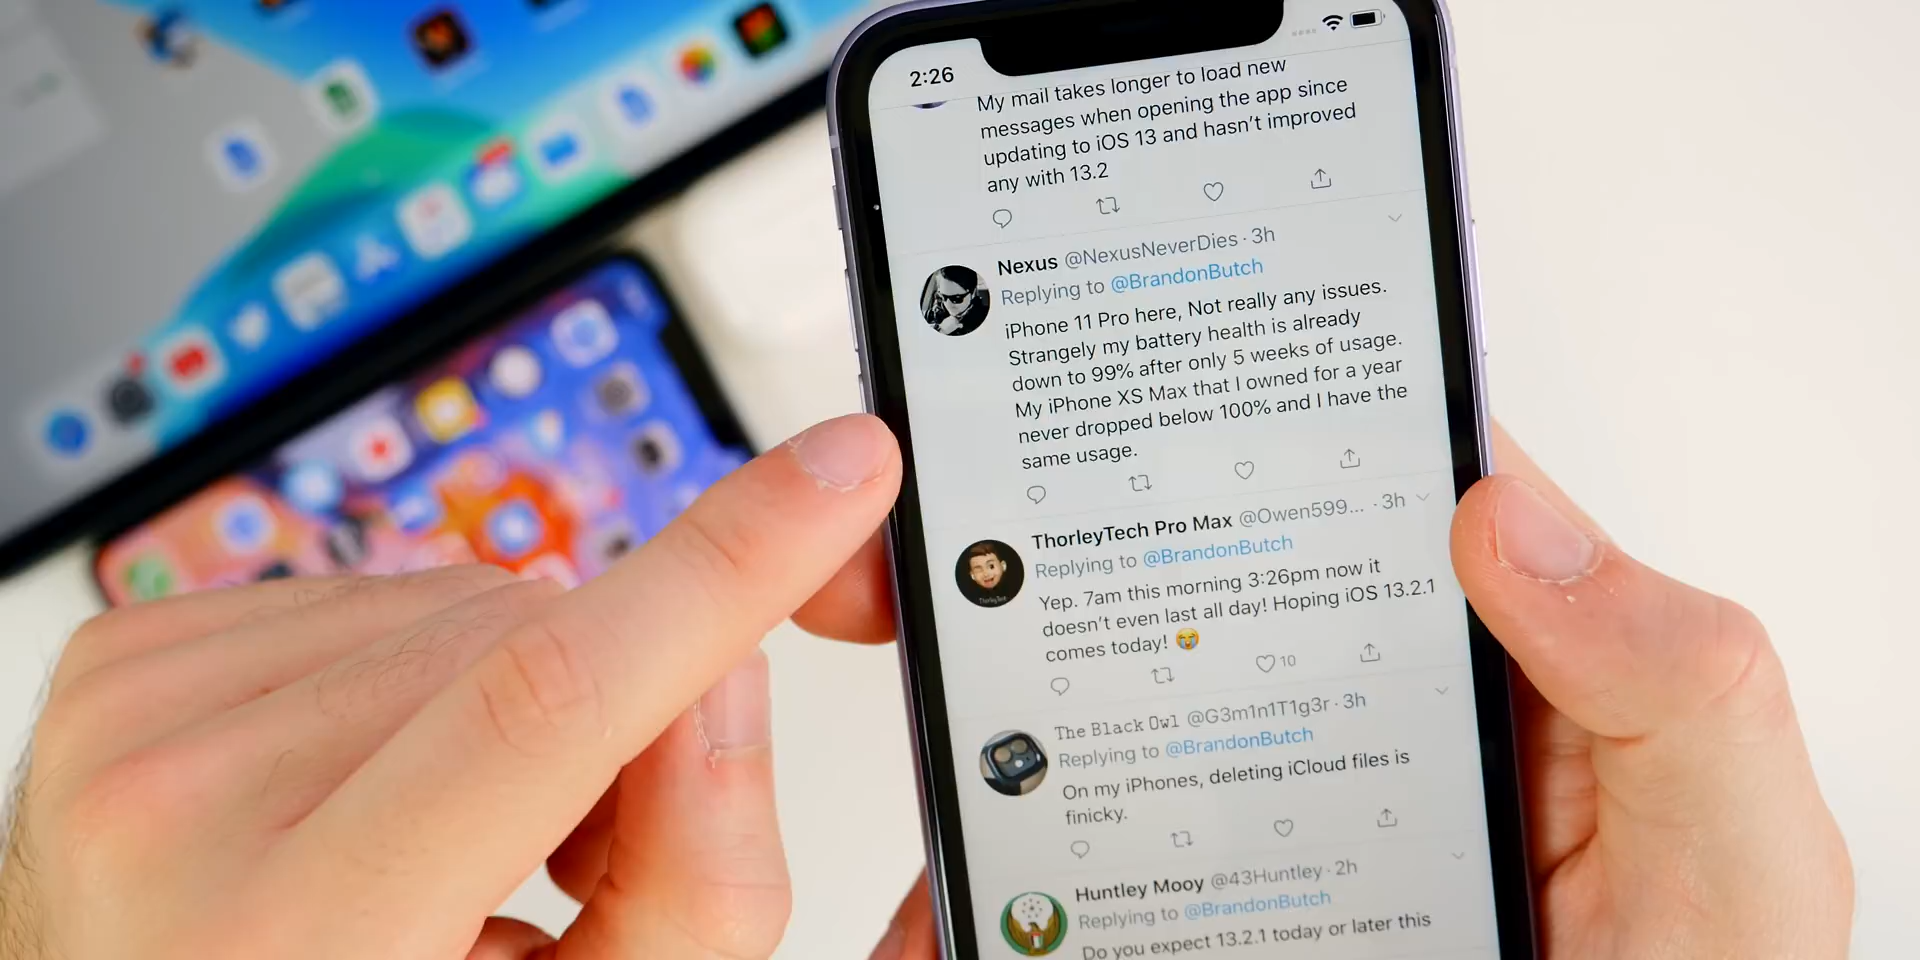 2:26
My mail takes longer to load new
messages when opening the app since
updating to iOS 13 and hasn't improved
any with 13.2
Nexus @NexusNeverDies · 3h
Replying to @BrandonButch
iPhone 11 Pro here, Not really any issues.
Strangely my battery health is already
down to 99% after only 5 weeks of usage.
My iPhone XS Max that I owned for a year
never dropped below 100% and I have the
same usage.
ThorleyTech Pro Max @Owen599... · 3h
Replying to @BrandonButch
Yep. 7am this morning 3:26pm now it
doesn't even last all day! Hoping iOS 13.2.1
comes today! 😭
10
The Black Owl @G3m1n1T1g3r · 3h
Replying to @BrandonButch
On my iPhones, deleting iCloud files is
finicky.
Huntley Mooy @43Huntley · 2h
Replying to @BrandonButch
Do you expect 13.2.1 today or later this